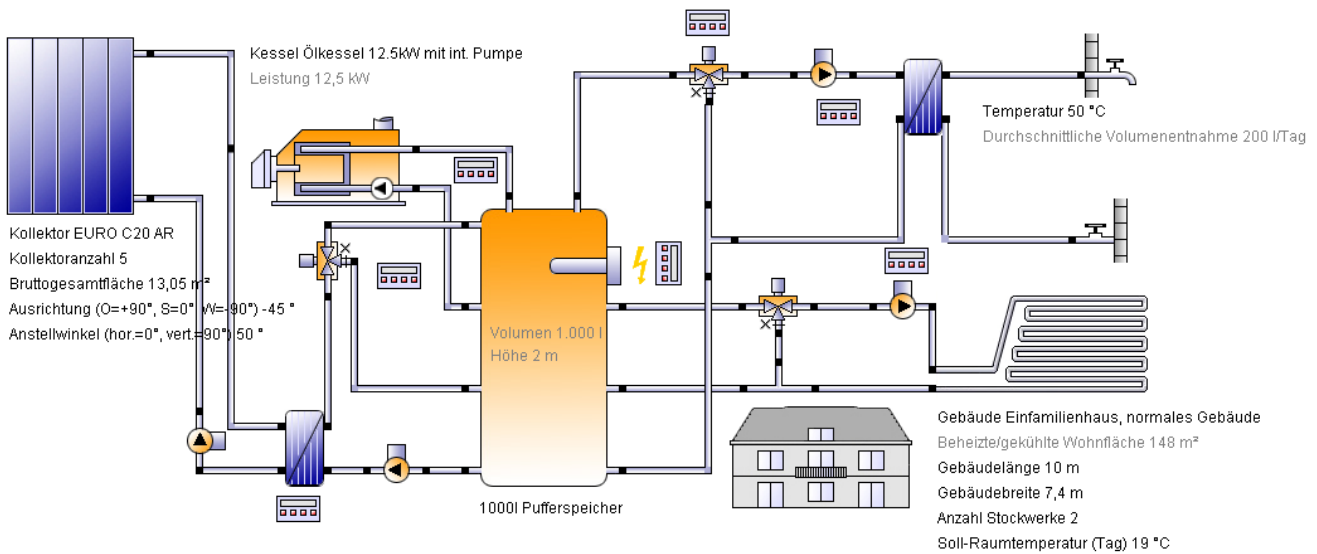 Kessel Ölkessel 12.5kW mit int. Pumpe
Leistung 12,5 kW
Temperatur 50 °C
Durchschnittliche Volumenentnahme 200 l/Tag
Kollektor EURO C20 AR
Kollektoranzahl 5
Bruttogesamtfläche 13,05 m²
Ausrichtung (O=+90°, S=0°, W=-90°) -45 °
Anstellwinkel (hor.=0°, vert.=90°) 50 °
Volumen 1.000 l
Höhe 2 m
1000l Pufferspeicher
Gebäude Einfamilienhaus, normales Gebäude
Beheizte/gekühlte Wohnfläche 148 m²
Gebäudelänge 10 m
Gebäudebreite 7,4 m
Anzahl Stockwerke 2
Soll-Raumtemperatur (Tag) 19 °C